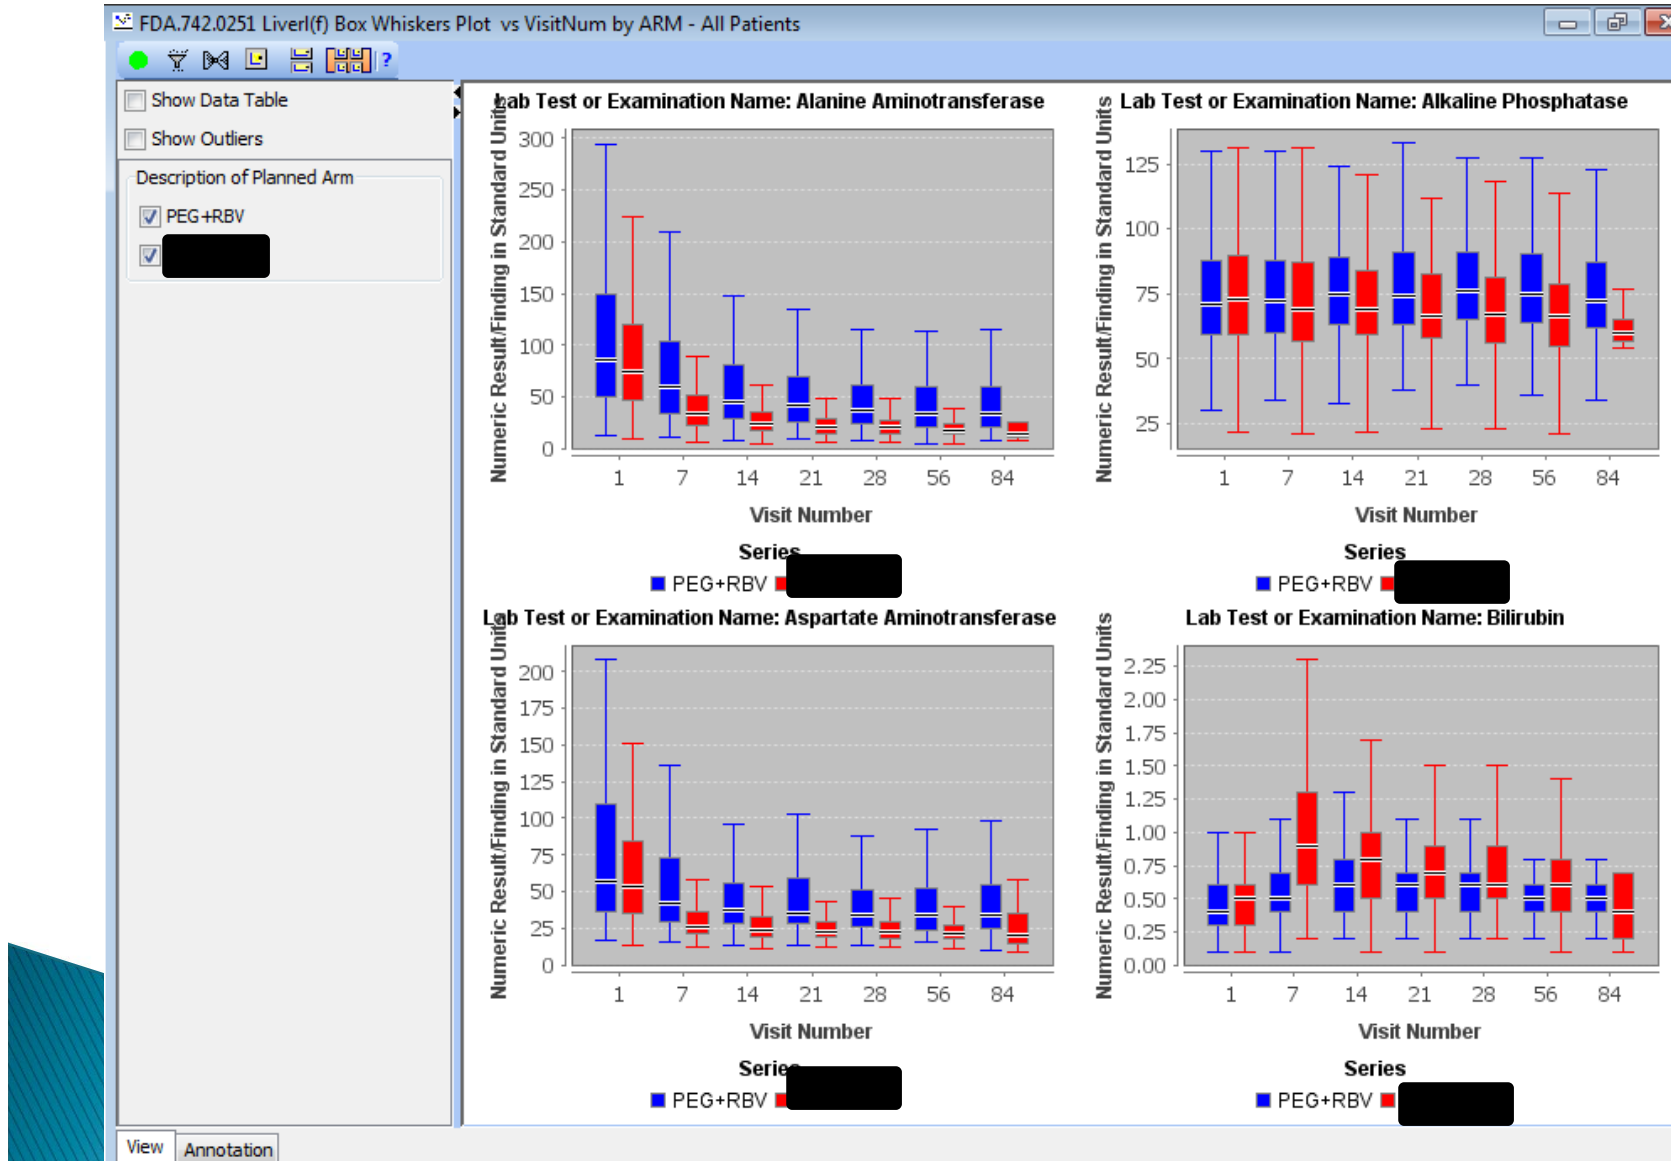 FDA.742.0251 LiverI(f) Box Whiskers Plot vs VisitNum by ARM - All Patients
?
Show Data Table
Show Outliers
Description of Planned Arm
PEG+RBV
Lab Test or Examination Name: Alanine Aminotransferase
Numeric Result/Finding in Standard Units
300
250
200
150
100
50
0
1 7 14 21 28 56 84
Visit Number
Series
PEG+RBV
Lab Test or Examination Name: Alkaline Phosphatase
Numeric Result/Finding in Standard Units
125
100
75
50
25
1 7 14 21 28 56 84
Visit Number
Series
PEG+RBV
Lab Test or Examination Name: Aspartate Aminotransferase
Numeric Result/Finding in Standard Units
200
175
150
125
100
75
50
25
0
1 7 14 21 28 56 84
Visit Number
Series
PEG+RBV
Lab Test or Examination Name: Bilirubin
Numeric Result/Finding in Standard Units
2.25
2.00
1.75
1.50
1.25
1.00
0.75
0.50
0.25
0.00
1 7 14 21 28 56 84
Visit Number
Series
PEG+RBV
View
Annotation